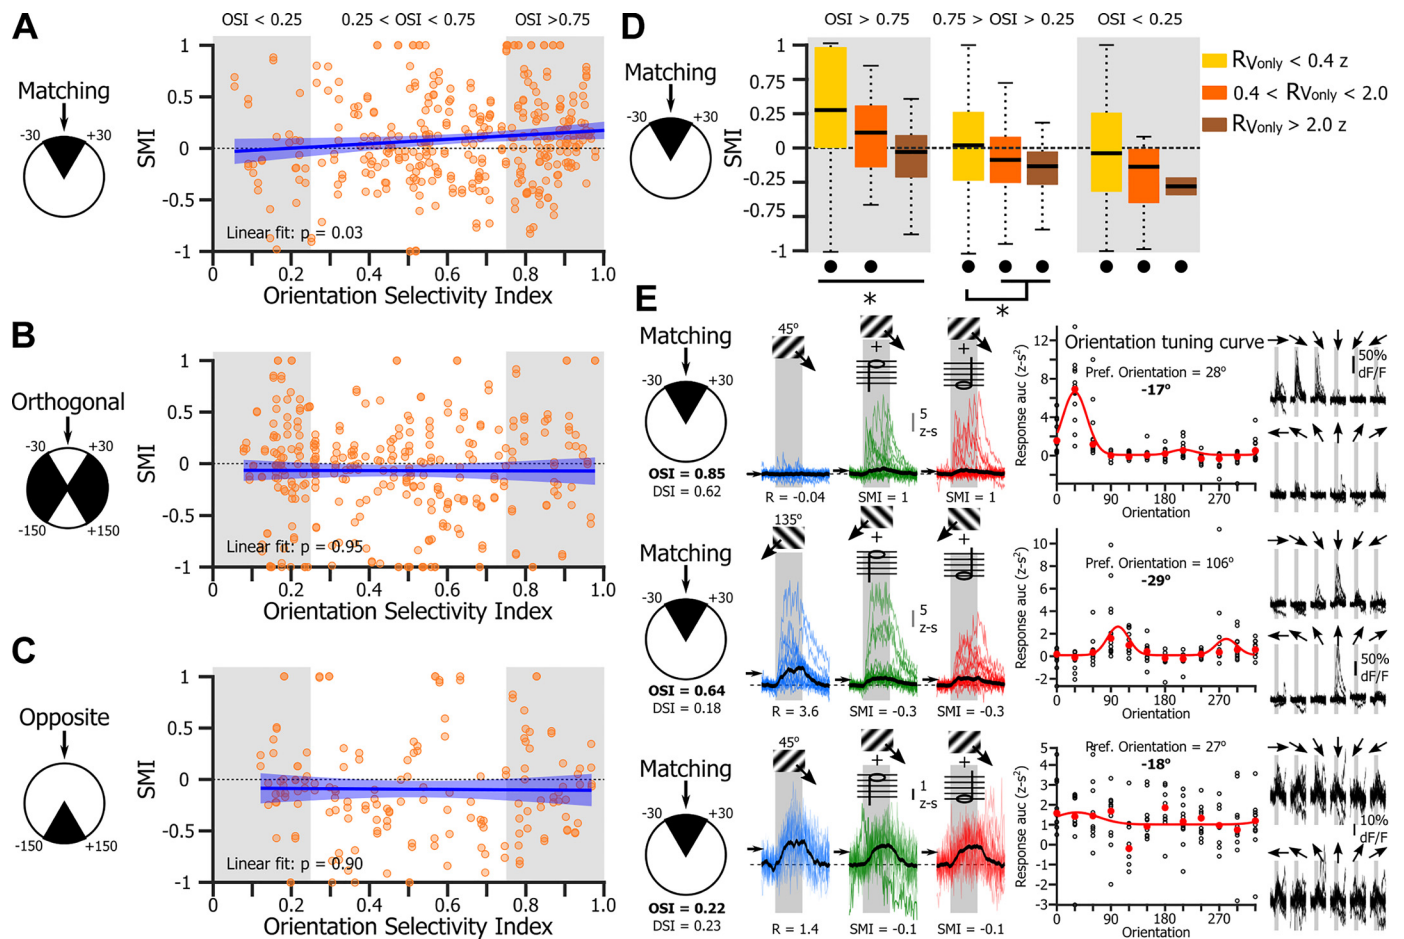 A
OSI < 0.25
0.25 < OSI < 0.75
OSI >0.75
Matching
-30
+30
SMI
1
0.5
0
-0.5
-1
Linear fit: p = 0.03
0
0.2
0.4
0.6
0.8
1.0
Orientation Selectivity Index
B
Orthogonal
-30
+30
-150
+150
SMI
1
0.5
0
-0.5
-1
Linear fit: p = 0.95
0
0.2
0.4
0.6
0.8
1.0
Orientation Selectivity Index
C
Opposite
-150
+150
SMI
1
0.5
0
-0.5
-1
Linear fit: p = 0.90
0
0.2
0.4
0.6
0.8
1.0
Orientation Selectivity Index
D
OSI > 0.75
0.75 > OSI > 0.25
OSI < 0.25
Matching
-30
+30
SMI
1
0.75
0.25
0
-0.25
-0.75
-1
*
*
RVonly < 0.4 z
0.4 < RVonly < 2.0
RVonly > 2.0 z
E
Matching
-30
+30
OSI = 0.85
DSI = 0.62
45º
+
+
5
z-s
R = -0.04
SMI = 1
SMI = 1
Orientation tuning curve
Pref. Orientation = 28º
-17º
Response auc (z-s²)
12
8
4
0
0
90
180
270
Orientation
50%
dF/F
Matching
-30
+30
OSI = 0.64
DSI = 0.18
135º
+
+
5
z-s
R = 3.6
SMI = -0.3
SMI = -0.3
Pref. Orientation = 106º
-29º
Response auc (z-s²)
10
8
6
4
2
0
-2
0
90
180
270
Orientation
50%
dF/F
Matching
-30
+30
OSI = 0.22
DSI = 0.23
45º
+
+
1
z-s
R = 1.4
SMI = -0.1
SMI = -0.1
Pref. Orientation = 27º
-18º
Response auc (z-s²)
5
4
3
2
1
0
-1
-2
-3
0
90
180
270
Orientation
10%
dF/F